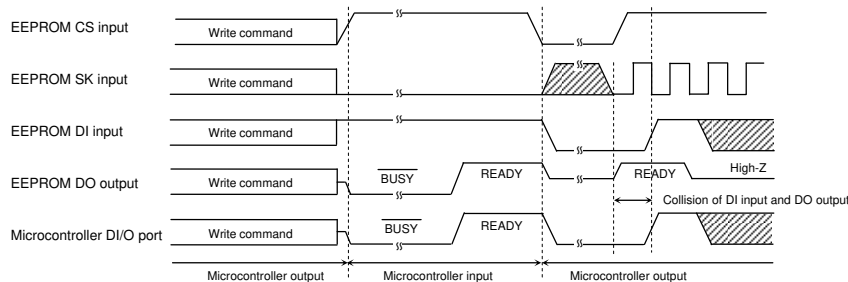 EEPROM CS input
Write command
EEPROM SK input
Write command
EEPROM DI input
Write command
EEPROM DO output
Write command
BUSY
READY
READY
High-Z
Collision of DI input and DO output
Microcontroller DI/O port
Write command
BUSY
READY
Microcontroller output
Microcontroller input
Microcontroller output